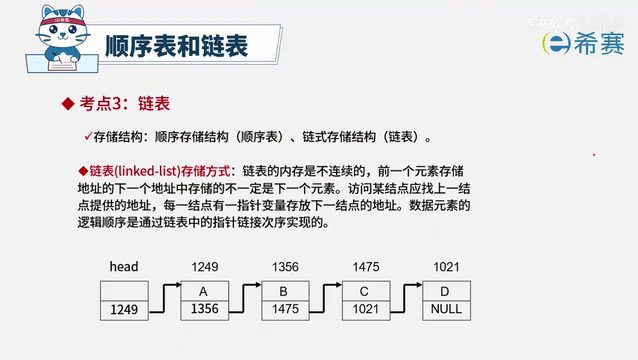 顺序表和链表
希赛
考点3：链表
存储结构：顺序存储结构（顺序表）、链式存储结构（链表）。
链表(linked-list)存储方式：链表的内存是不连续的，前一个元素存储
地址的下一个地址中存储的不一定是下一个元素。访问某结点应找上一结
点提供的地址，每一结点有一指针变量存放下一结点的地址。数据元素的
逻辑顺序是通过链表中的指针链接次序实现的。
head 1249 1356 1475 1021
A B C D
1249 1356 1475 1021 NULL